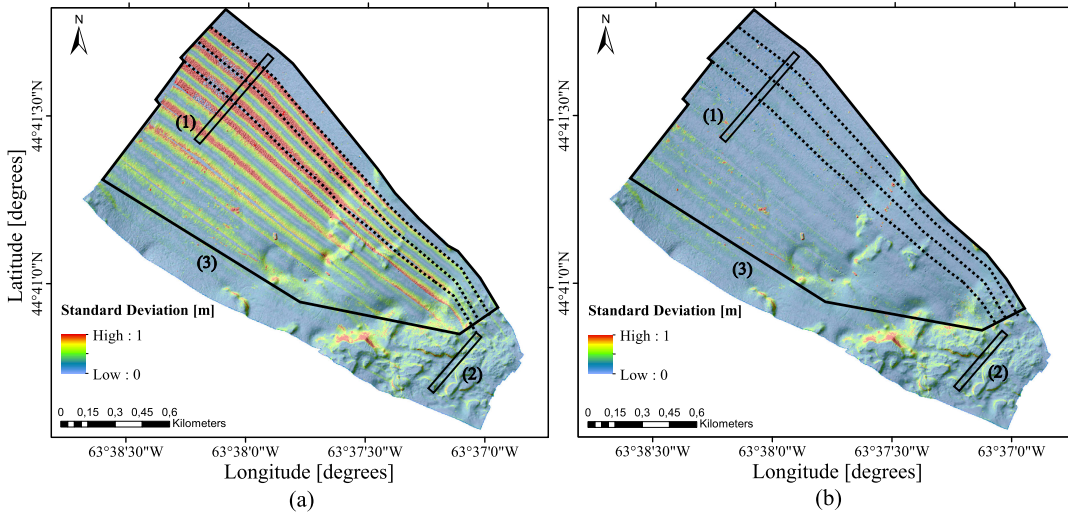 N
44°41'30"N
44°41'0"N
Latitude [degrees]
(1)
(2)
(3)
Standard Deviation [m]
High : 1
Low : 0
0 0,15 0,3 0,45 0,6
Kilometers
63°38'30"W 63°38'0"W 63°37'30"W 63°37'0"W
Longitude [degrees]
(a)
N
44°41'30"N
44°41'0"N
(1)
(2)
(3)
Standard Deviation [m]
High : 1
Low : 0
0 0,15 0,3 0,45 0,6
Kilometers
63°38'30"W 63°38'0"W 63°37'30"W 63°37'0"W
Longitude [degrees]
(b)